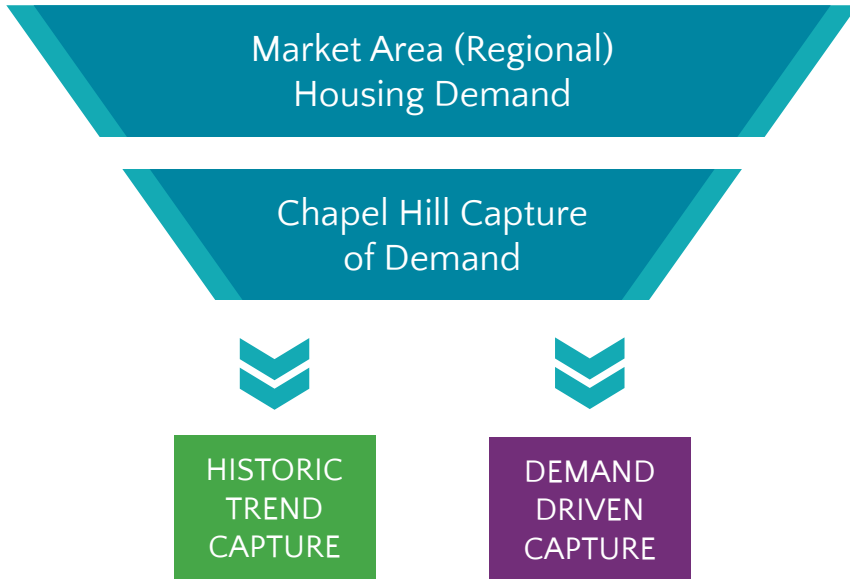 Market Area (Regional)
Housing Demand
Chapel Hill Capture
of Demand
HISTORIC
TREND
CAPTURE
DEMAND
DRIVEN
CAPTURE